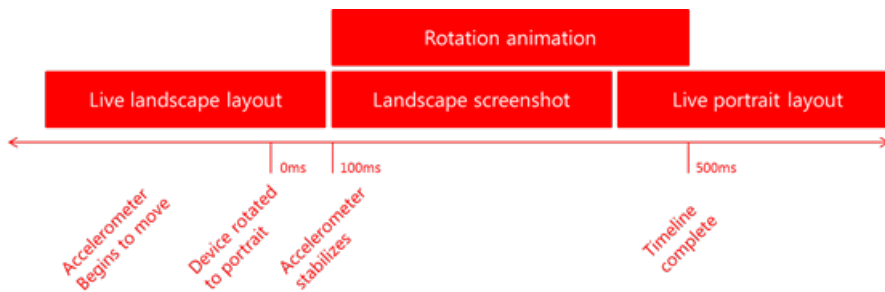 Rotation animation
Live landscape layout
Landscape screenshot
Live portrait layout
0ms
100ms
500ms
Accelerometer
Begins to move
Device rotated
to portrait
Accelerometer
stabilizes
Timeline
complete